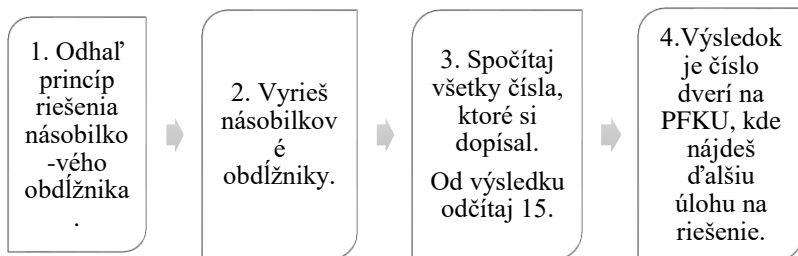 1. Odhaľ
princíp
riešenia
násobilko
-vého
obdĺžnika
.
2. Vyrieš
násobilkov
é
obdĺžniky.
3. Spočítaj
všetky čísla,
ktoré si
dopísal.
Od výsledku
odčítaj 15.
4.Výsledok
je číslo
dverí na
PFKU, kde
nájdeš
ďalšiu
úlohu na
riešenie.